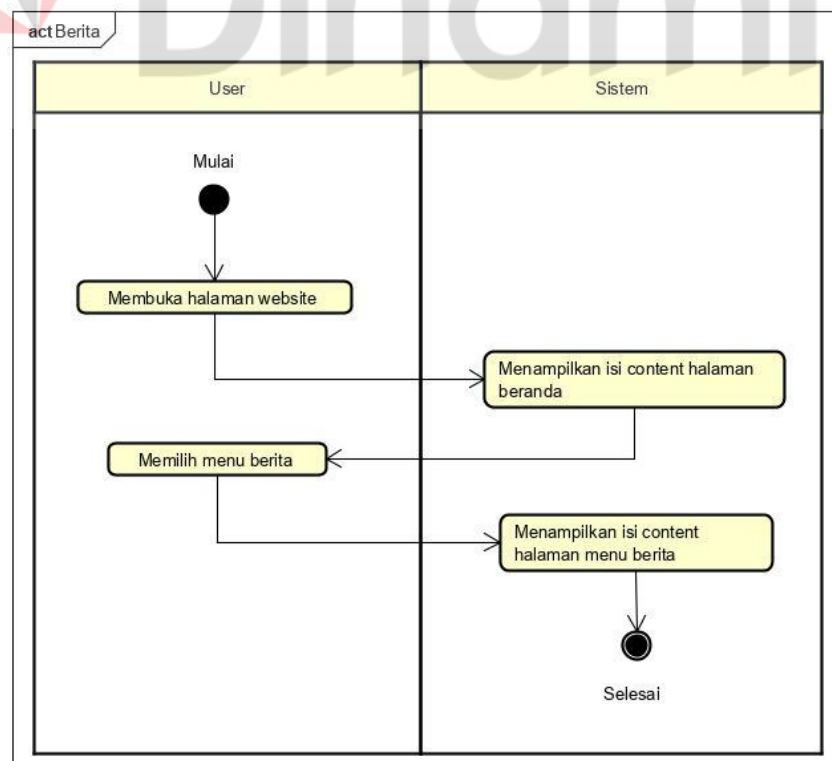 Dinami
act Berita
User
Sistem
Mulai
Membuka halaman website
Menampilkan isi content halaman
beranda
Memilih menu berita
Menampilkan isi content
halaman menu berita
Selesai